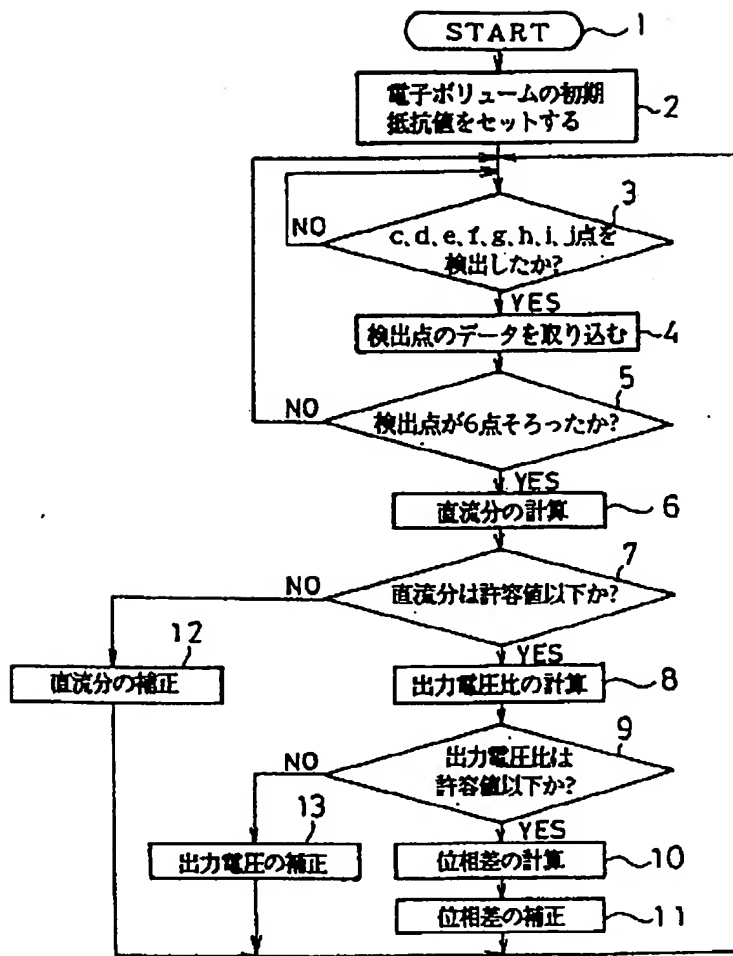 START
1
電子ボリュームの初期
抵抗値をセットする
2
3
NO
c、d、e、f、g、h、i、j点を
検出したか?
YES
検出点のデータを取り込む
4
5
NO
検出点が6点そろったか?
YES
直流分の計算
6
7
NO
直流分は許容値以下か?
12
YES
直流分の補正
出力電圧比の計算
8
9
NO
出力電圧比は
許容値以下か?
13
YES
出力電圧の補正
位相差の計算
10
位相差の補正
11